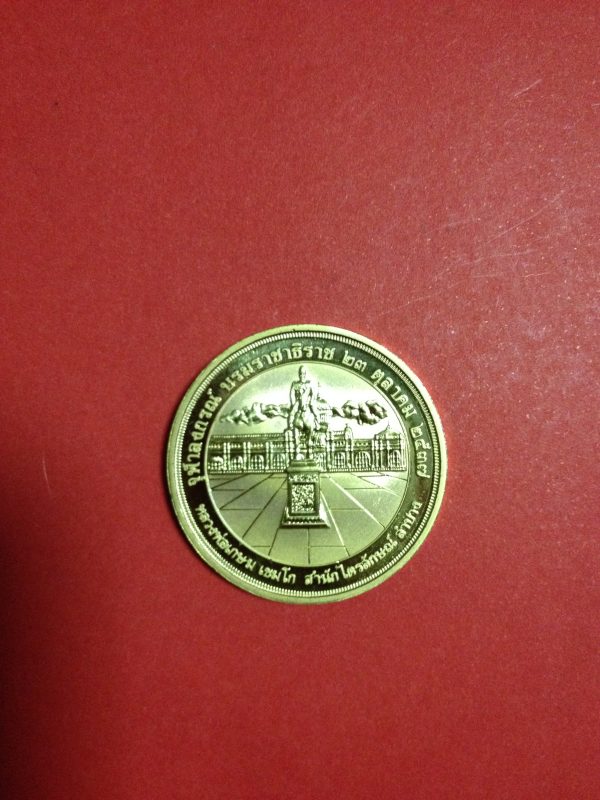 จุฬาลงกรณ์ บรมราชาธิราช ๒๓ ตุลาคม ๒๕๓๗
หลวงพ่อเกษม เขมโก สำนักไตรลักษณ์ ลำปาง